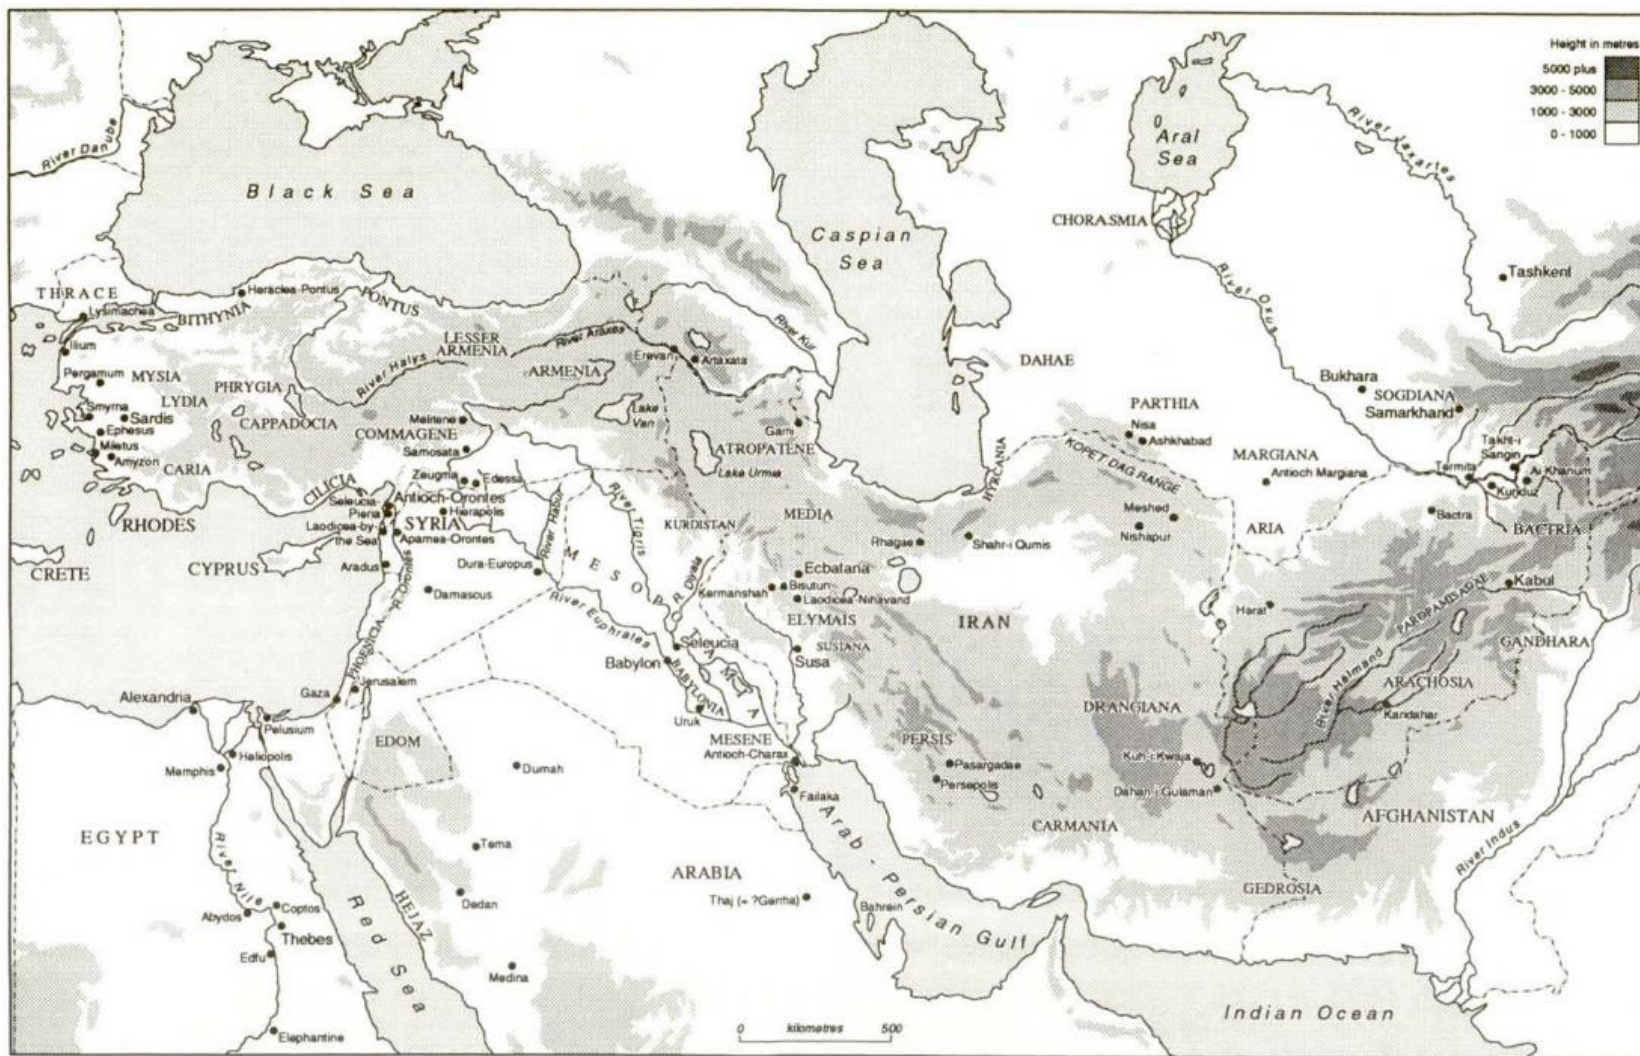 Height in metres
5000 plus
3000 - 5000
1000 - 3000
0 - 1000
River Danube
Black Sea
Caspian
Sea
Aral
Sea
River Jaxartes
CHORASMIA
River Oxus
Tashkent
THRACE
Lysimachea
Heraclea-Pontus
BITHYNIA
PONTUS
Ilium
LESSER
ARMENIA
River Araxes
River Kur
River Halys
Erevan
Artaxata
ARMENIA
DAHAE
Pergamum
MYSIA
PHRYGIA
LYDIA
Smyrna
Sardis
CAPPADOCIA
Ephesus
Miletus
Amyzon
CARIA
Melitene
COMMAGENE
Samosata
Lake
Van
Garni
ATROPATENE
Lake Urmia
PARTHIA
Nisa
Ashkhabad
KOPET DAG RANGE
HYRCANIA
Bukhara
SOGDIANA
Samarkhand
MARGIANA
Antioch Margiana
Takht-i
Sangin
Termita
Ai Khanum
Kunduz
Bactra
BACTRIA
CILICIA
Zeugma
Edessa
Seleucia-
Pieria
Antioch-Orontes
Hierapolis
RHODES
Laodicea-by-
the Sea
SYRIA
Apamea-Orontes
River Habur
River Tigris
KURDISTAN
MEDIA
Rhagae
Shahr-i Qumis
Meshed
Nishapur
ARIA
CRETE
CYPRUS
Aradus
R. Orontes
Dura-Europus
MESOPOTAMIA
R. Diyala
Ecbatana
Bisutun
Kermanshah
Laodicea-Nihavand
Damascus
River Euphrates
ELYMAIS
IRAN
Harat
Kabul
PAROPAMISADAE
GANDHARA
PHOENICIA
Seleucia
Babylon
BABYLONIA
SUSIANA
Susa
River Helmand
ARACHOSIA
Kandahar
Alexandria
Gaza
Jerusalem
Pelusium
Uruk
MESENE
Antioch-Charax
DRANGIANA
PERSIS
Kuh-i Kwaja
Heliopolis
Memphis
EDOM
Dumah
Pasargadae
Persepolis
Dahan-i Gulaman
Failaka
AFGHANISTAN
CARMANIA
EGYPT
River Nile
Tema
ARABIA
Arab-Persian Gulf
River Indus
GEDROSIA
Dedan
HEJAZ
Thaj (= ?Gerrha)
Bahrein
Coptos
Abydos
Thebes
Edfu
Red Sea
Medina
Elephantine
0 kilometres 500
Indian Ocean